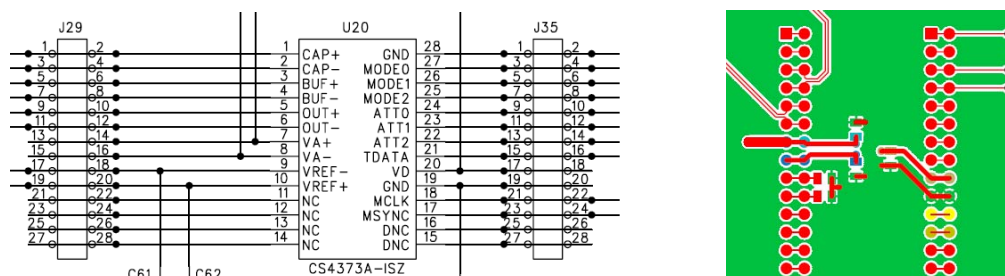 J29 U20 J35
1 2 1 CAP+ GND 28 1 2
3 4 2 CAP- MODE0 27 3 4
5 6 3 BUF+ MODE1 26 5 6
7 8 4 BUF- MODE2 25 7 8
9 10 5 OUT+ ATT0 24 9 10
11 12 6 OUT- ATT1 23 11 12
13 14 7 VA+ ATT2 22 13 14
15 16 8 VA- TDATA 21 15 16
17 18 9 VREF- VD 20 17 18
19 20 10 VREF+ GND 19 19 20
21 22 11 NC MCLK 18 21 22
23 24 12 NC MSYNC 17 23 24
25 26 13 NC DNC 16 25 26
27 28 14 NC DNC 15 27 28
C61 C62 CS4373A-ISZ